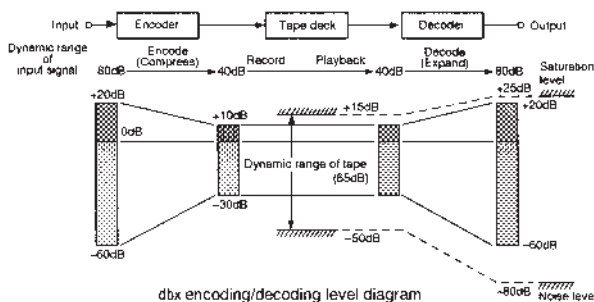 Input
Encoder
Tape deck
Decoder
Output
Dynamic range of input signal
80dB
Encode (Compress)
40dB
Record
Playback
40dB
Decode (Expand)
80dB
Saturation level
+20dB
+10dB
+15dB
+25dB
+20dB
0dB
Dynamic range of tape (65dB)
−30dB
−50dB
−60dB
−60dB
−80dB
Noise level
dbx encoding/decoding level diagram